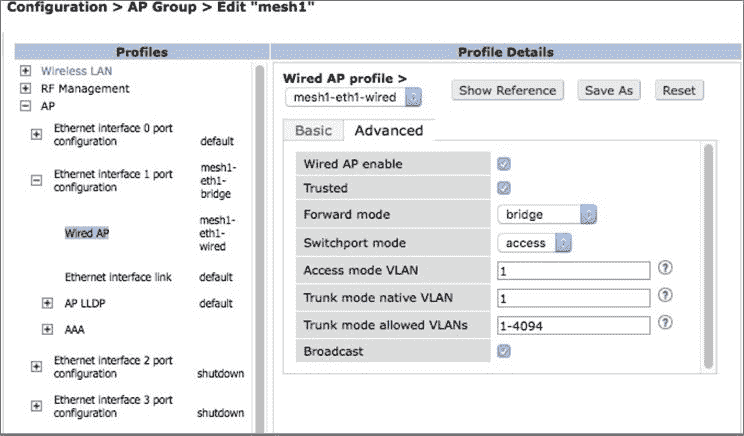 Configuration > AP Group > Edit "mesh1"
Profiles
Wireless LAN
RF Management
AP
Ethernet interface 0 port
configuration default
Ethernet interface 1 port
configuration mesh1-
eth1-
bridge
Wired AP mesh1-
eth1-
wired
Ethernet interface link default
AP LLDP default
AAA
Ethernet interface 2 port
configuration shutdown
Ethernet interface 3 port
configuration shutdown
Profile Details
Wired AP profile >
mesh1-eth1-wired Show Reference Save As Reset
Basic Advanced
Wired AP enable
Trusted
Forward mode bridge
Switchport mode access
Access mode VLAN 1 ?
Trunk mode native VLAN 1 ?
Trunk mode allowed VLANs 1-4094 ?
Broadcast